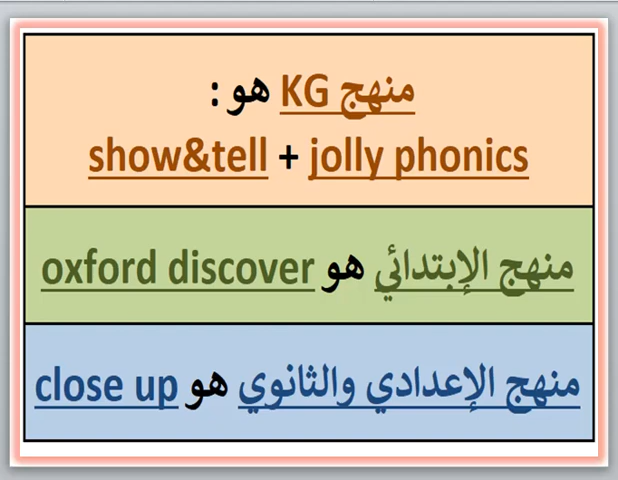 منهج KG هو :
show&tell + jolly phonics
منهج الإبتدائي هو oxford discover
منهج الإعدادي والثانوي هو close up